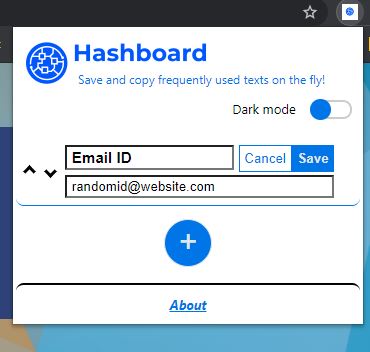 Hashboard
Save and copy frequently used texts on the fly!
Dark mode
Email ID
Cancel Save
randomid@website.com
+
About